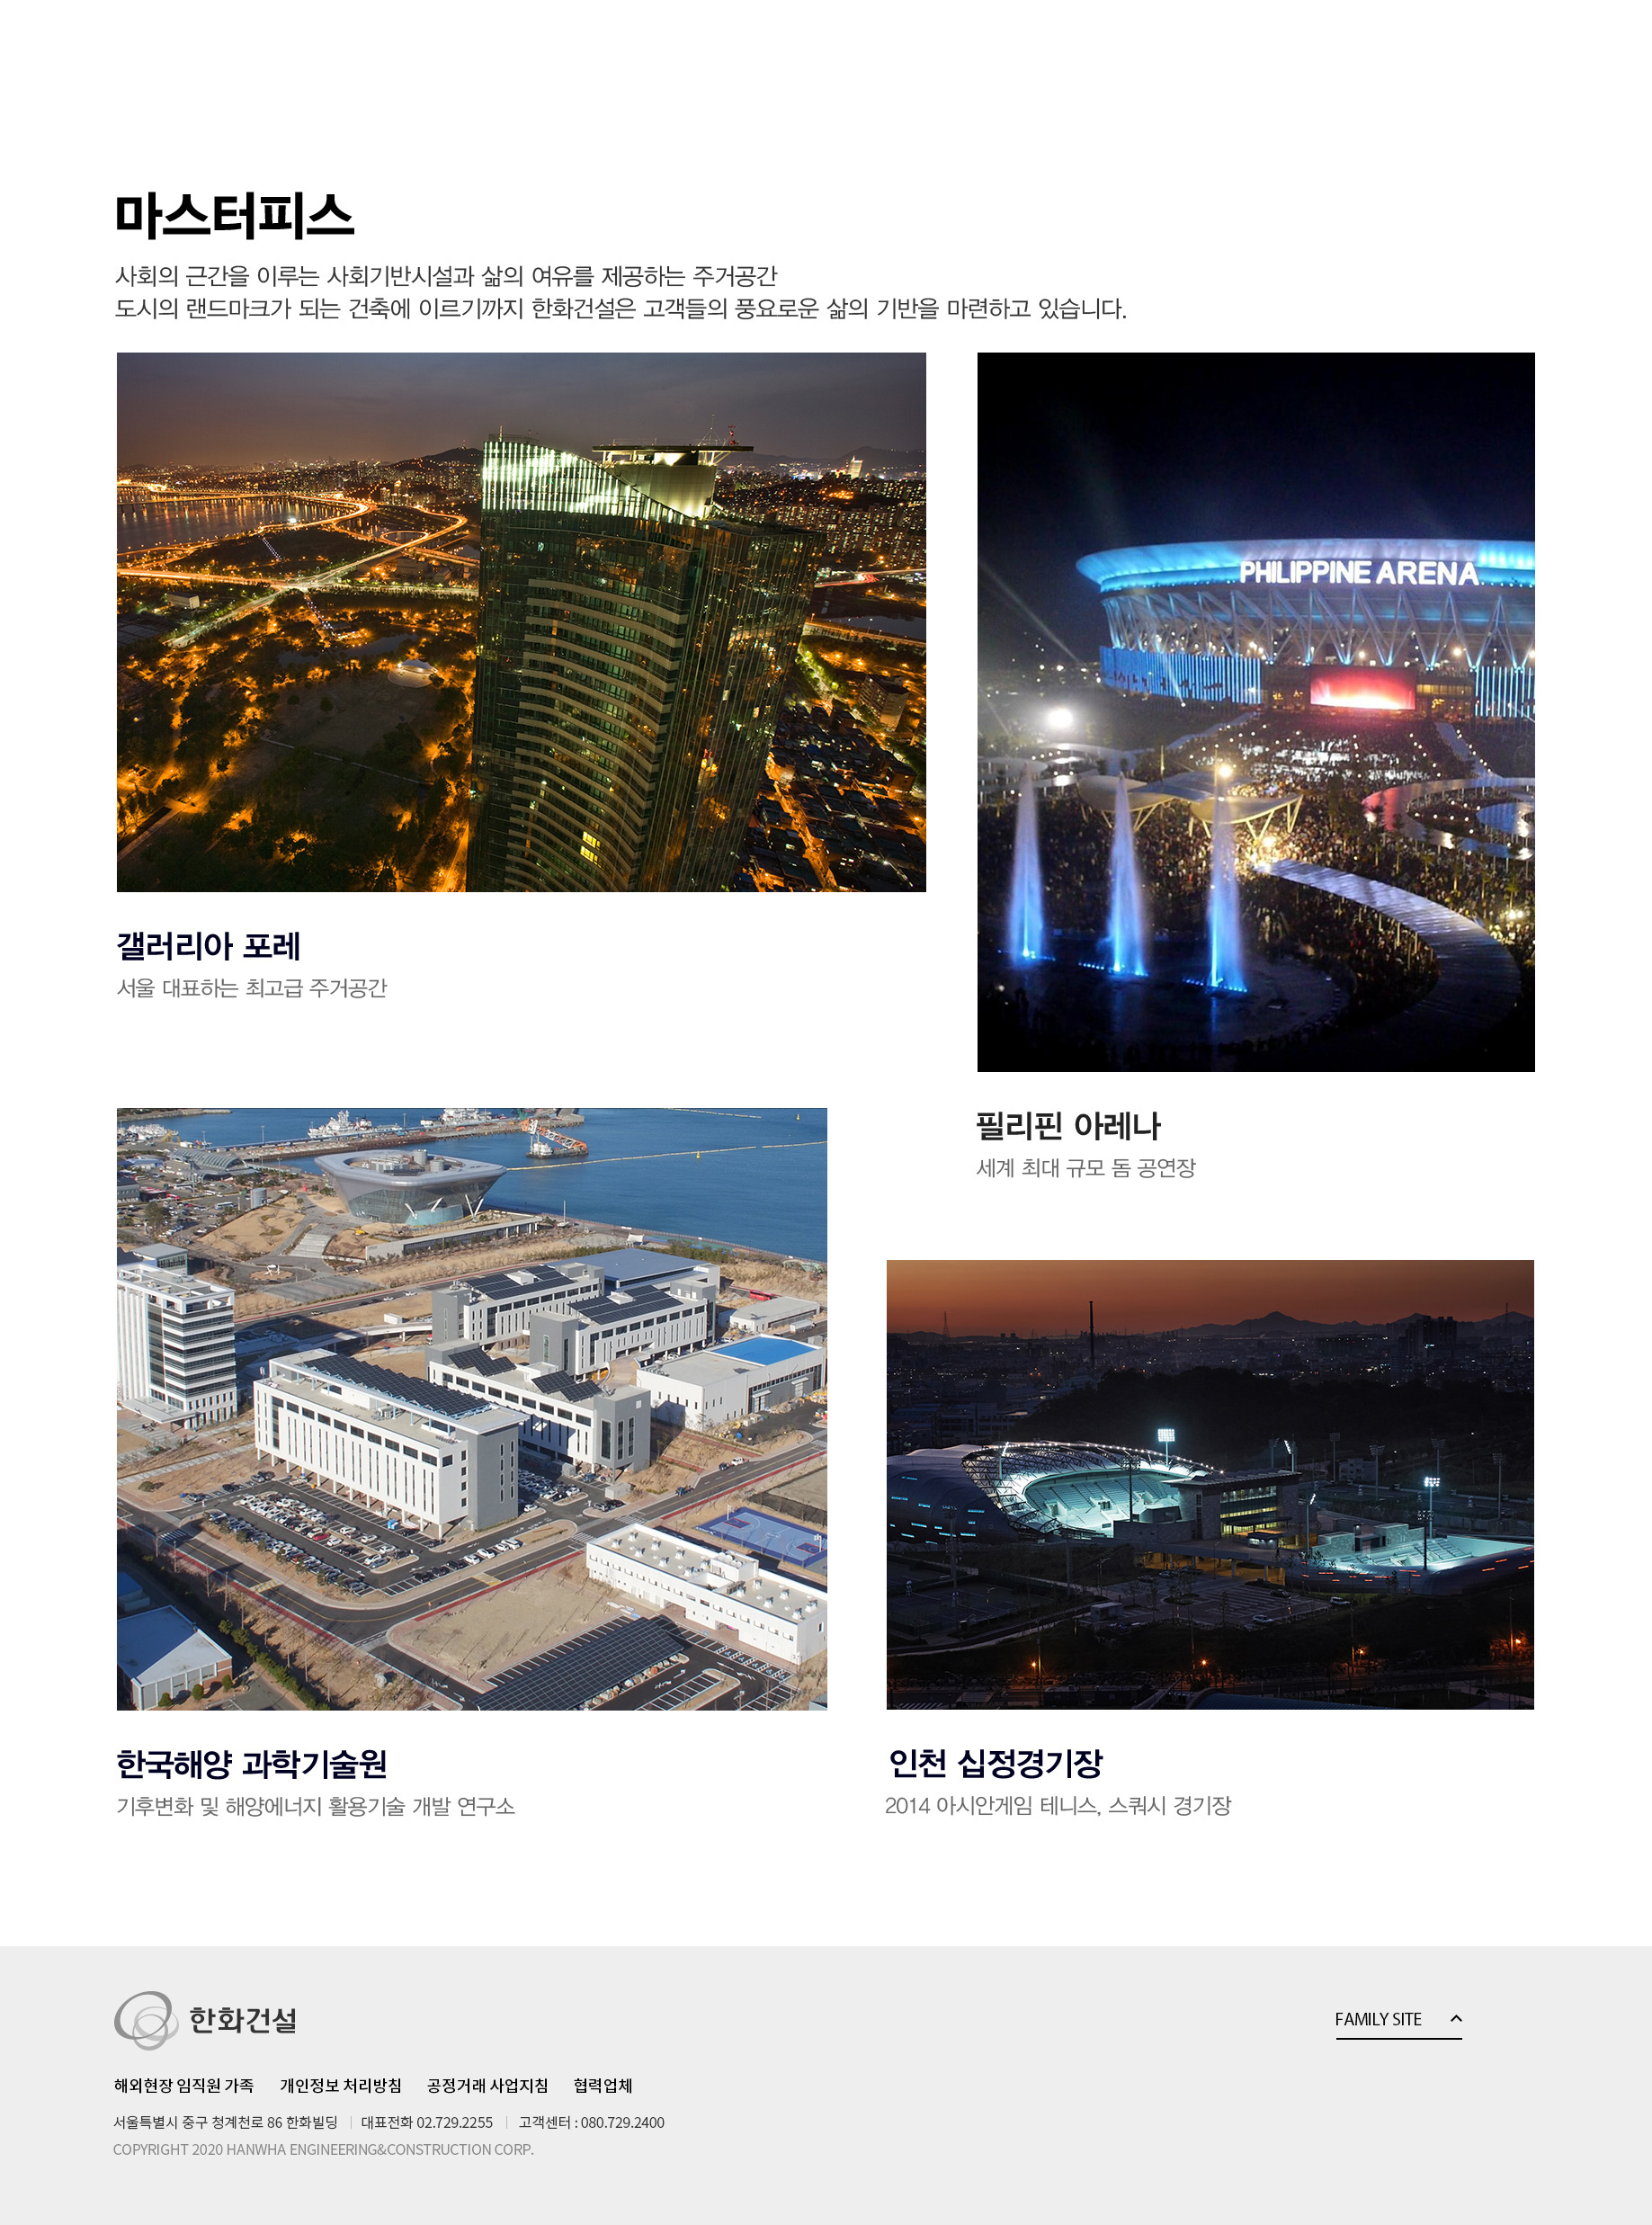 마스터피스
사회의 근간을 이루는 사회기반시설과 삶의 여유를 제공하는 주거공간
도시의 랜드마크가 되는 건축에 이르기까지 한화건설은 고객들의 풍요로운 삶의 기반을 마련하고 있습니다.
PHILIPPINE ARENA
갤러리아 포레
서울 대표하는 최고급 주거공간
필리핀 아레나
세계 최대 규모 돔 공연장
한국해양 과학기술원
기후변화 및 해양에너지 활용기술 개발 연구소
인천 십정경기장
2014 아시안게임 테니스, 스쿼시 경기장
한화건설
FAMILY SITE
해외현장 임직원 가족 개인정보 처리방침 공정거래 사업지침 협력업체
서울특별시 중구 청계천로 86 한화빌딩 | 대표전화 02.729.2255 | 고객센터 : 080.729.2400
COPYRIGHT 2020 HANWHA ENGINEERING&CONSTRUCTION CORP.